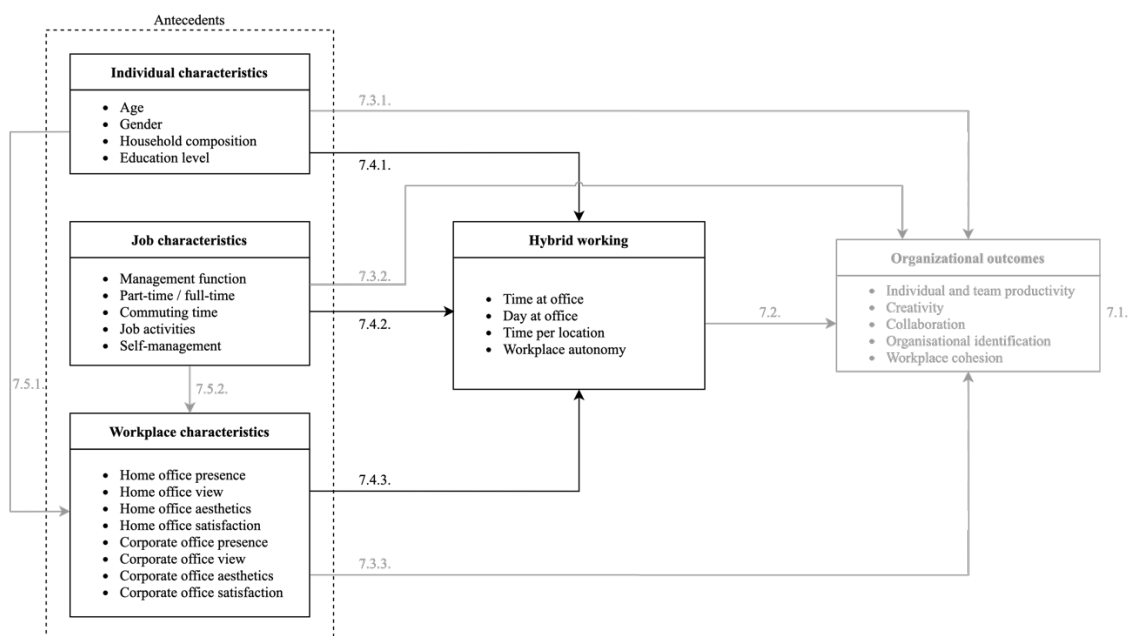 Antecedents
Individual characteristics
• Age
• Gender
• Household composition
• Education level
7.3.1.
7.4.1.
Job characteristics
• Management function
• Part-time / full-time
• Commuting time
• Job activities
• Self-management
7.3.2.
7.4.2.
Hybrid working
• Time at office
• Day at office
• Time per location
• Workplace autonomy
7.2.
Organizational outcomes
• Individual and team productivity
• Creativity
• Collaboration
• Organisational identification
• Workplace cohesion
7.1.
7.5.1.
7.5.2.
Workplace characteristics
• Home office presence
• Home office view
• Home office aesthetics
• Home office satisfaction
• Corporate office presence
• Corporate office view
• Corporate office aesthetics
• Corporate office satisfaction
7.4.3.
7.3.3.